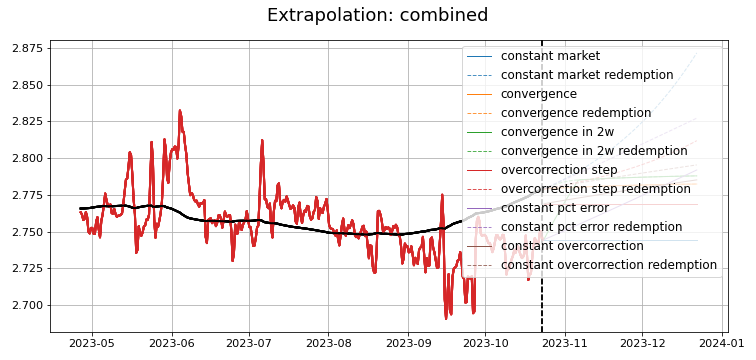 Extrapolation: combined
2.875
2.850
2.825
2.800
2.775
2.750
2.725
2.700
constant market
constant market redemption
convergence
convergence redemption
convergence in 2w
convergence in 2w redemption
overcorrection step
overcorrection step redemption
constant pct error
constant pct error redemption
constant overcorrection
constant overcorrection redemption
2023-05 2023-06 2023-07 2023-08 2023-09 2023-10 2023-11 2023-12 2024-01